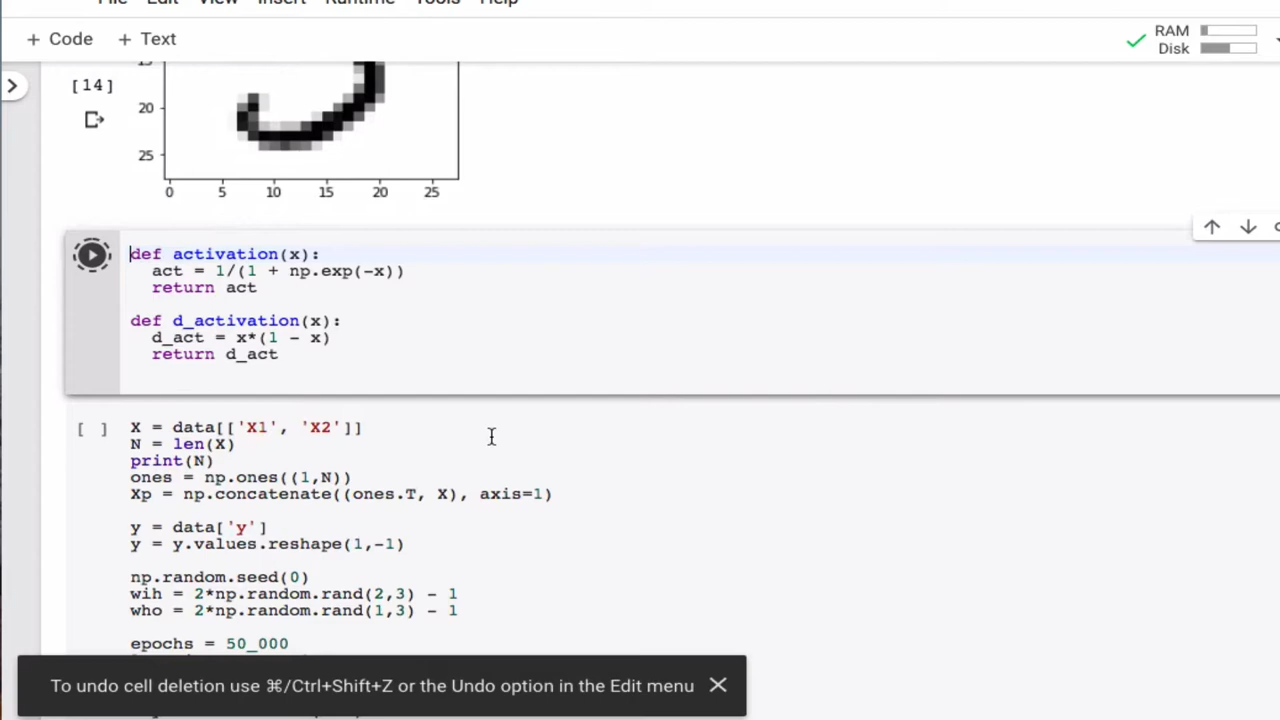 File Edit View Insert Runtime Tools Help
+ Code + Text
RAM
Disk
[14]
15
20
25
0 5 10 15 20 25
def activation(x):
  act = 1/(1 + np.exp(-x))
  return act
def d_activation(x):
  d_act = x*(1 - x)
  return d_act
[ ]
X = data[['X1', 'X2']]
N = len(X)
print(N)
ones = np.ones((1,N))
Xp = np.concatenate((ones.T, X), axis=1)
y = data['y']
y = y.values.reshape(1,-1)
np.random.seed(0)
wih = 2*np.random.rand(2,3) - 1
who = 2*np.random.rand(1,3) - 1
epochs = 50_000
To undo cell deletion use ⌘/Ctrl+Shift+Z or the Undo option in the Edit menu